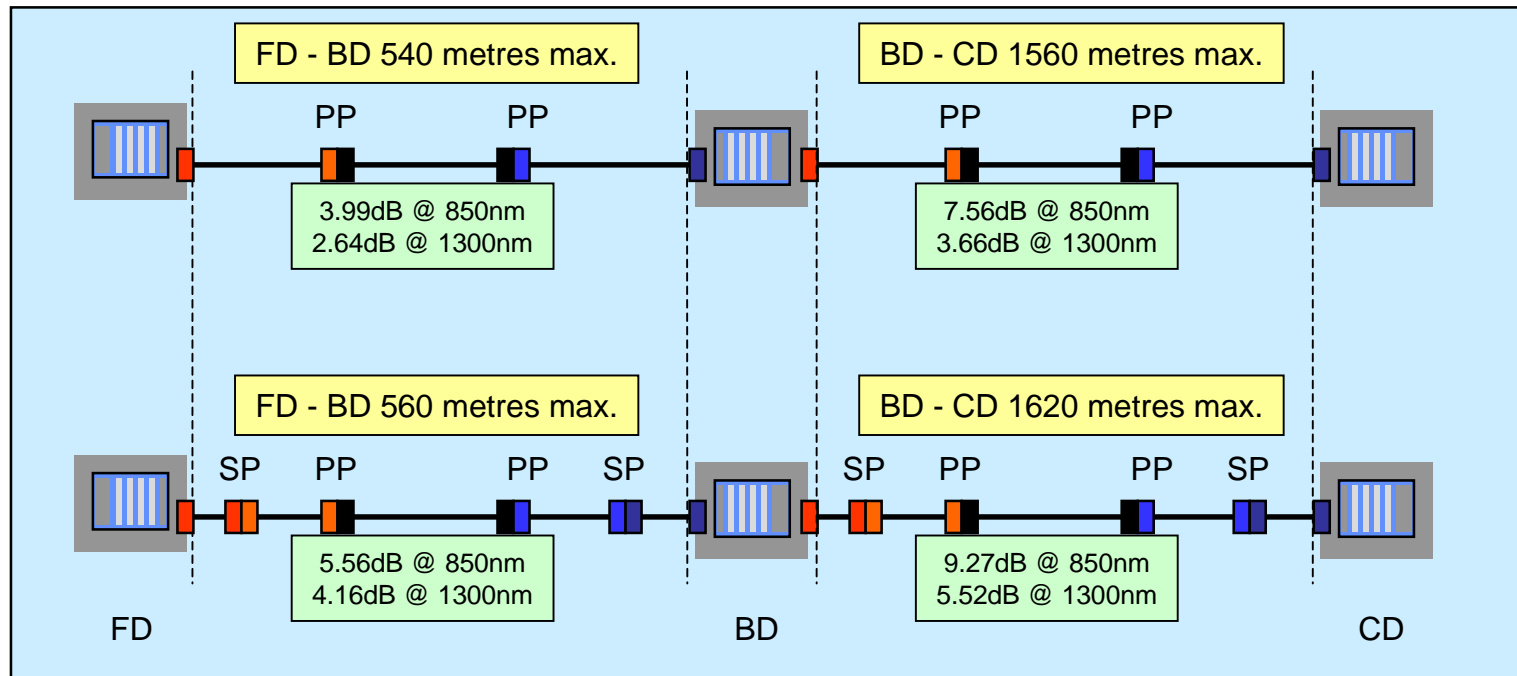 FD - BD 540 metres max.
BD - CD 1560 metres max.
PP PP PP PP
3.99dB @ 850nm
2.64dB @ 1300nm
7.56dB @ 850nm
3.66dB @ 1300nm
FD - BD 560 metres max.
BD - CD 1620 metres max.
SP PP PP SP SP PP PP SP
5.56dB @ 850nm
4.16dB @ 1300nm
9.27dB @ 850nm
5.52dB @ 1300nm
FD BD CD